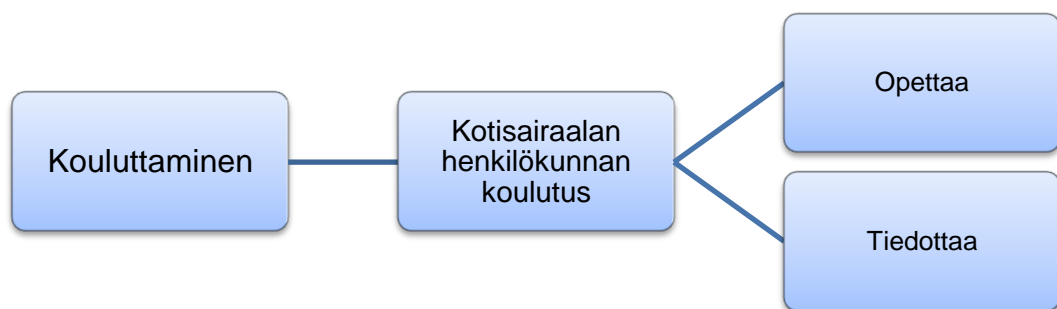 Kouluttaminen
Kotisairaalan
henkilökunnan
koulutus
Opettaa
Tiedottaa